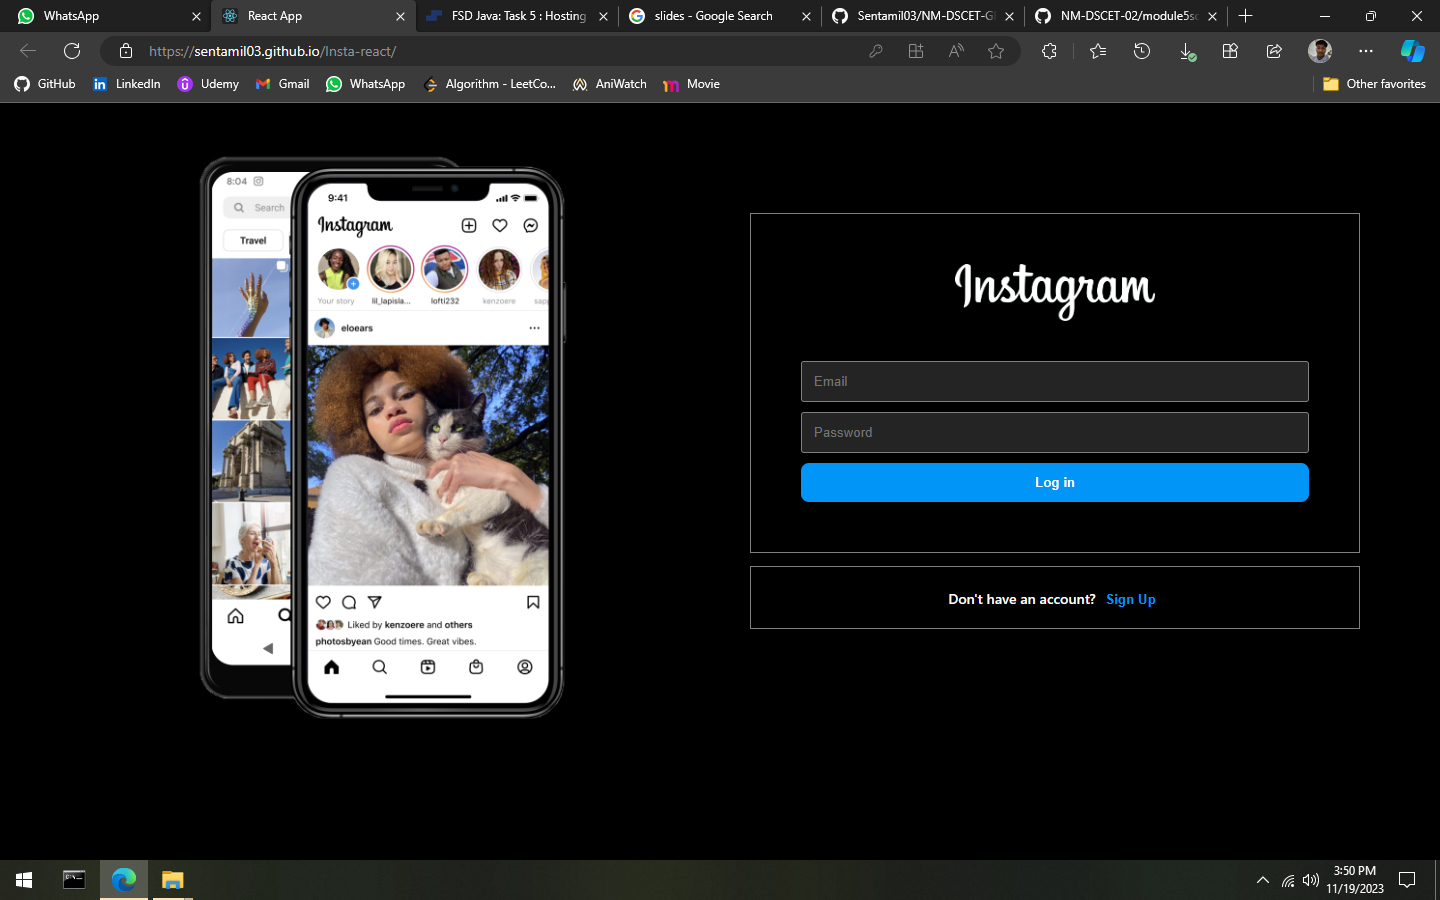 WhatsApp
React App
FSD Java: Task 5 : Hosting
slides - Google Search
Sentamil03/NM-DSCET-G
NM-DSCET-02/module5s
https://sentamil03.github.io/Insta-react/
GitHub
LinkedIn
Udemy
Gmail
WhatsApp
Algorithm - LeetCo...
AniWatch
Movie
Other favorites
8:04
Search
Travel
9:41
Instagram
Your story
lil_lapisla...
lofti232
kenzoere
sap
eloears
Liked by kenzoere and others
photosbyean Good times. Great vibes.
Instagram
Email
Password
Log in
Don't have an account? Sign Up
3:50 PM
11/19/2023